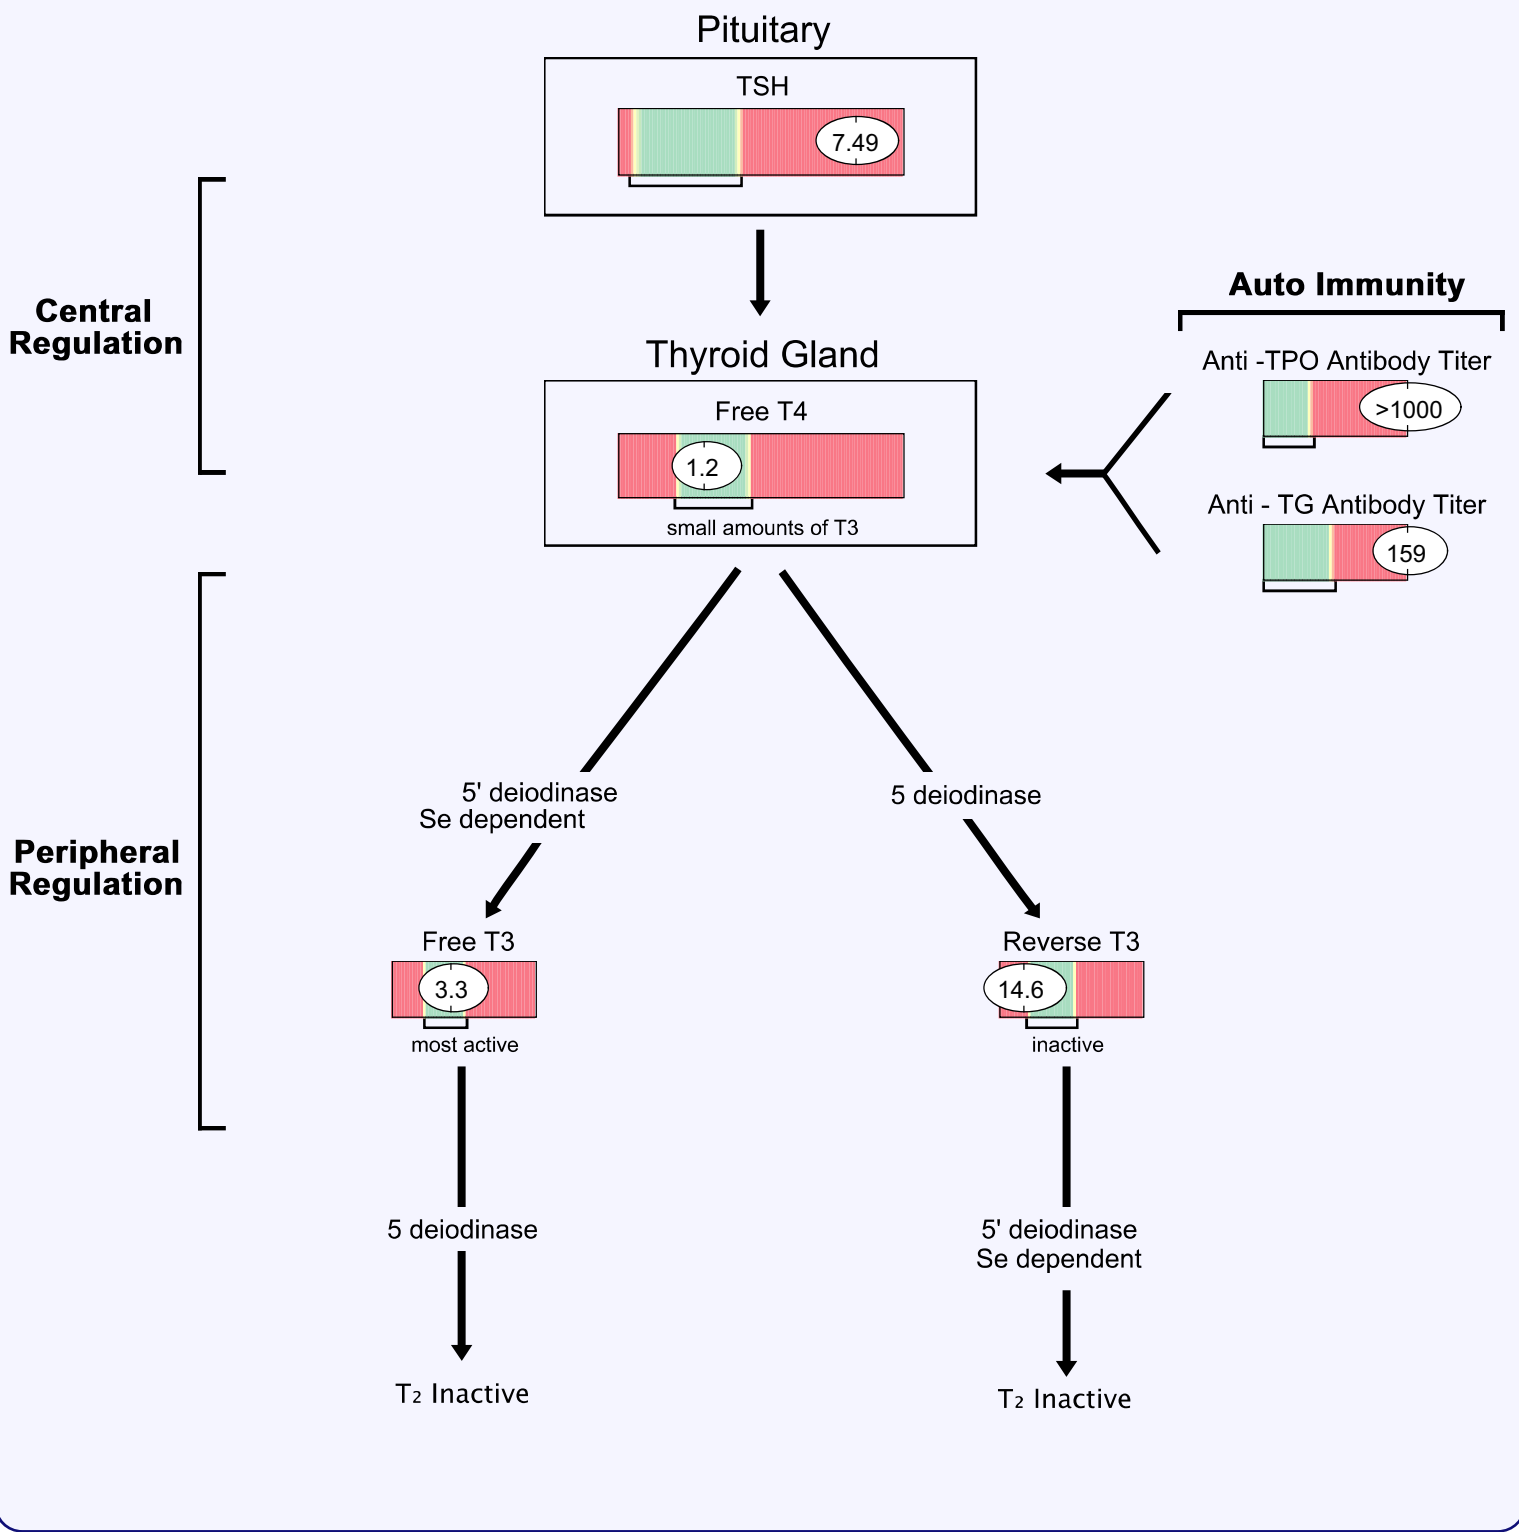 Pituitary
TSH
7.49
Central
Regulation
Auto Immunity
Thyroid Gland
Anti -TPO Antibody Titer
>1000
Free T4
1.2
small amounts of T3
Anti - TG Antibody Titer
159
5' deiodinase
Se dependent
5 deiodinase
Peripheral
Regulation
Free T3
3.3
most active
Reverse T3
14.6
inactive
5 deiodinase
5' deiodinase
Se dependent
T₂ Inactive
T₂ Inactive